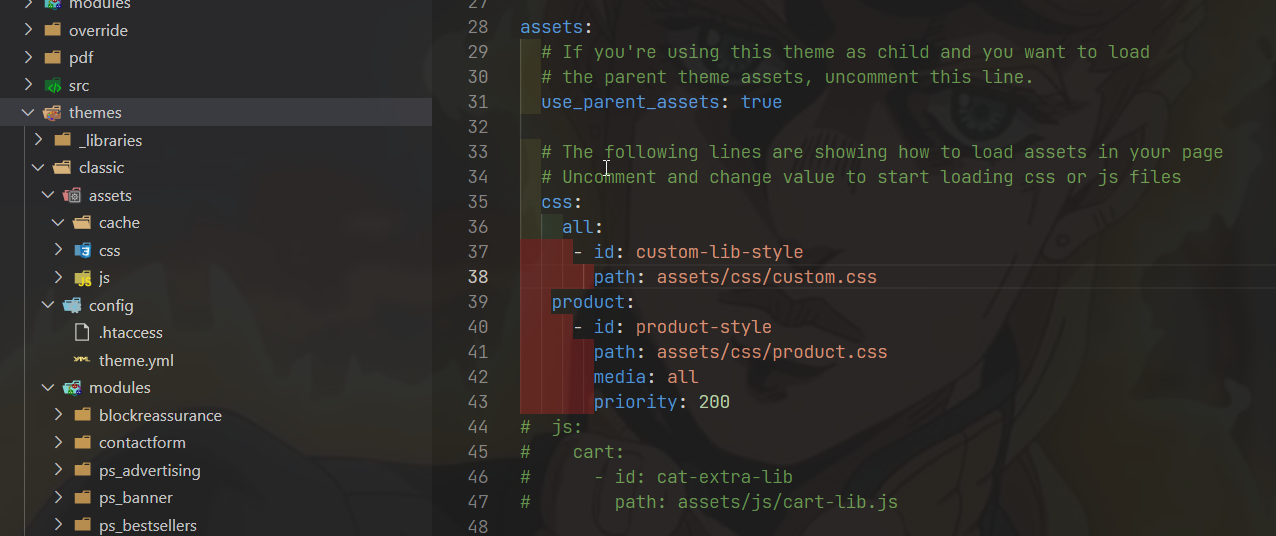 modules
override
pdf
src
themes
_libraries
classic
assets
cache
css
js
config
.htaccess
theme.yml
modules
blockreassurance
contactform
ps_advertising
ps_banner
ps_bestsellers
27
28 assets:
29 # If you're using this theme as child and you want to load
30 # the parent theme assets, uncomment this line.
31 use_parent_assets: true
32
33 # The following lines are showing how to load assets in your page
34 # Uncomment and change value to start loading css or js files
35 css:
36 all:
37 - id: custom-lib-style
38 path: assets/css/custom.css
39 product:
40 - id: product-style
41 path: assets/css/product.css
42 media: all
43 priority: 200
44 # js:
45 # cart:
46 # - id: cat-extra-lib
47 # path: assets/js/cart-lib.js
48